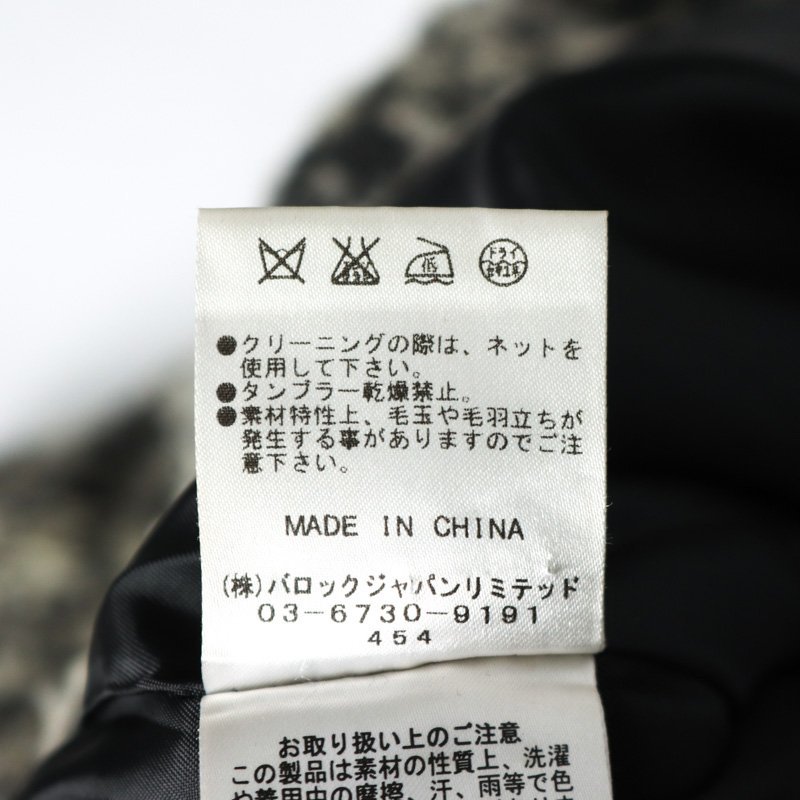 低 ドライ
●クリーニングの際は、ネットを
使用して下さい。
●タンブラー乾燥禁止。
●素材特性上、毛玉や毛羽立ちが
発生する事がありますのでご注
意下さい。
MADE IN CHINA
(株)バロックジャパンリミテッド
03-6730-9191
454
お取り扱い上のご注意
この製品は素材の性質上、洗濯
や着用中の摩擦、汗、雨等で色